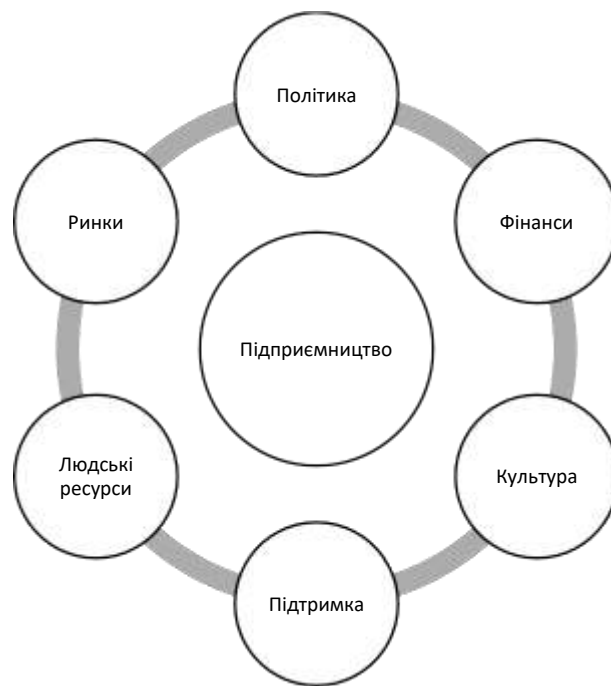 Політика
Ринки
Фінанси
Підприємництво
Людські
ресурси
Культура
Підтримка